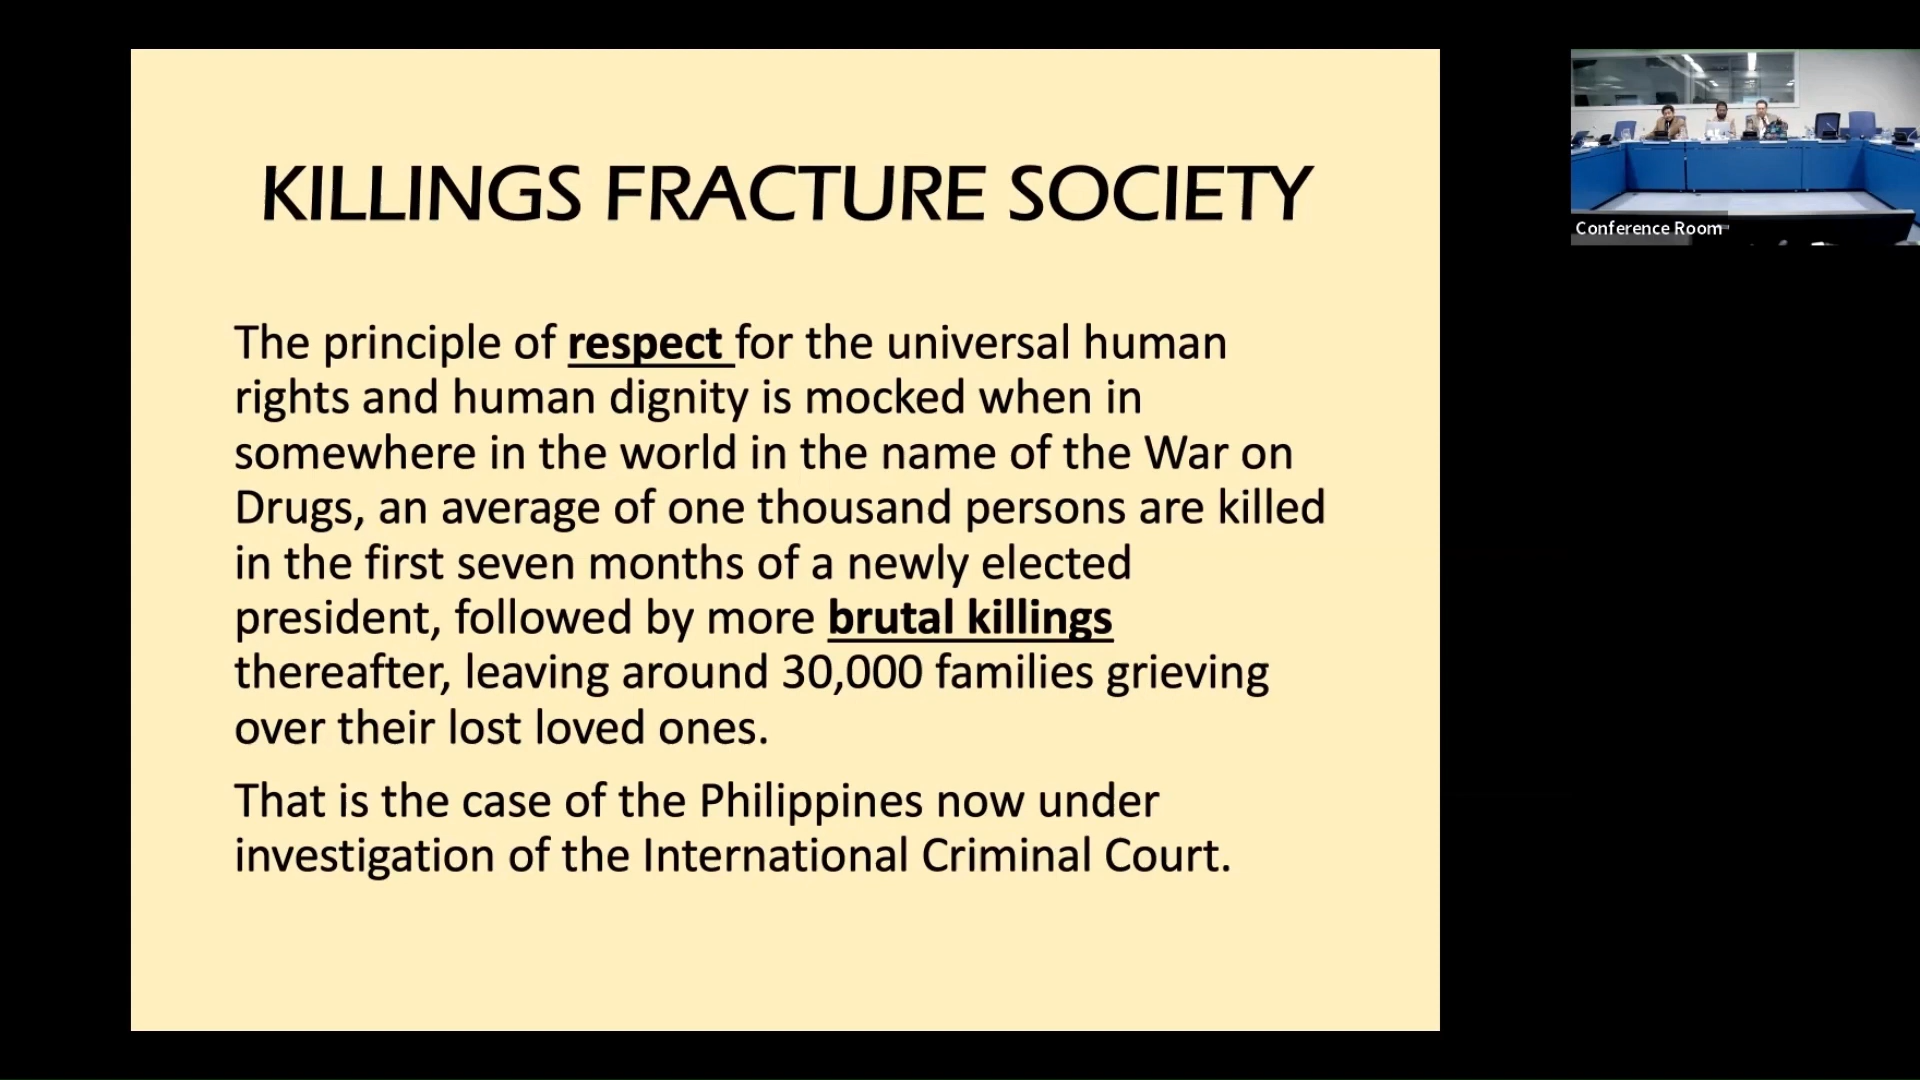 KILLINGS FRACTURE SOCIETY
The principle of respect for the universal human
rights and human dignity is mocked when in
somewhere in the world in the name of the War on
Drugs, an average of one thousand persons are killed
in the first seven months of a newly elected
president, followed by more brutal killings
thereafter, leaving around 30,000 families grieving
over their lost loved ones.
That is the case of the Philippines now under
investigation of the International Criminal Court.
Conference Room